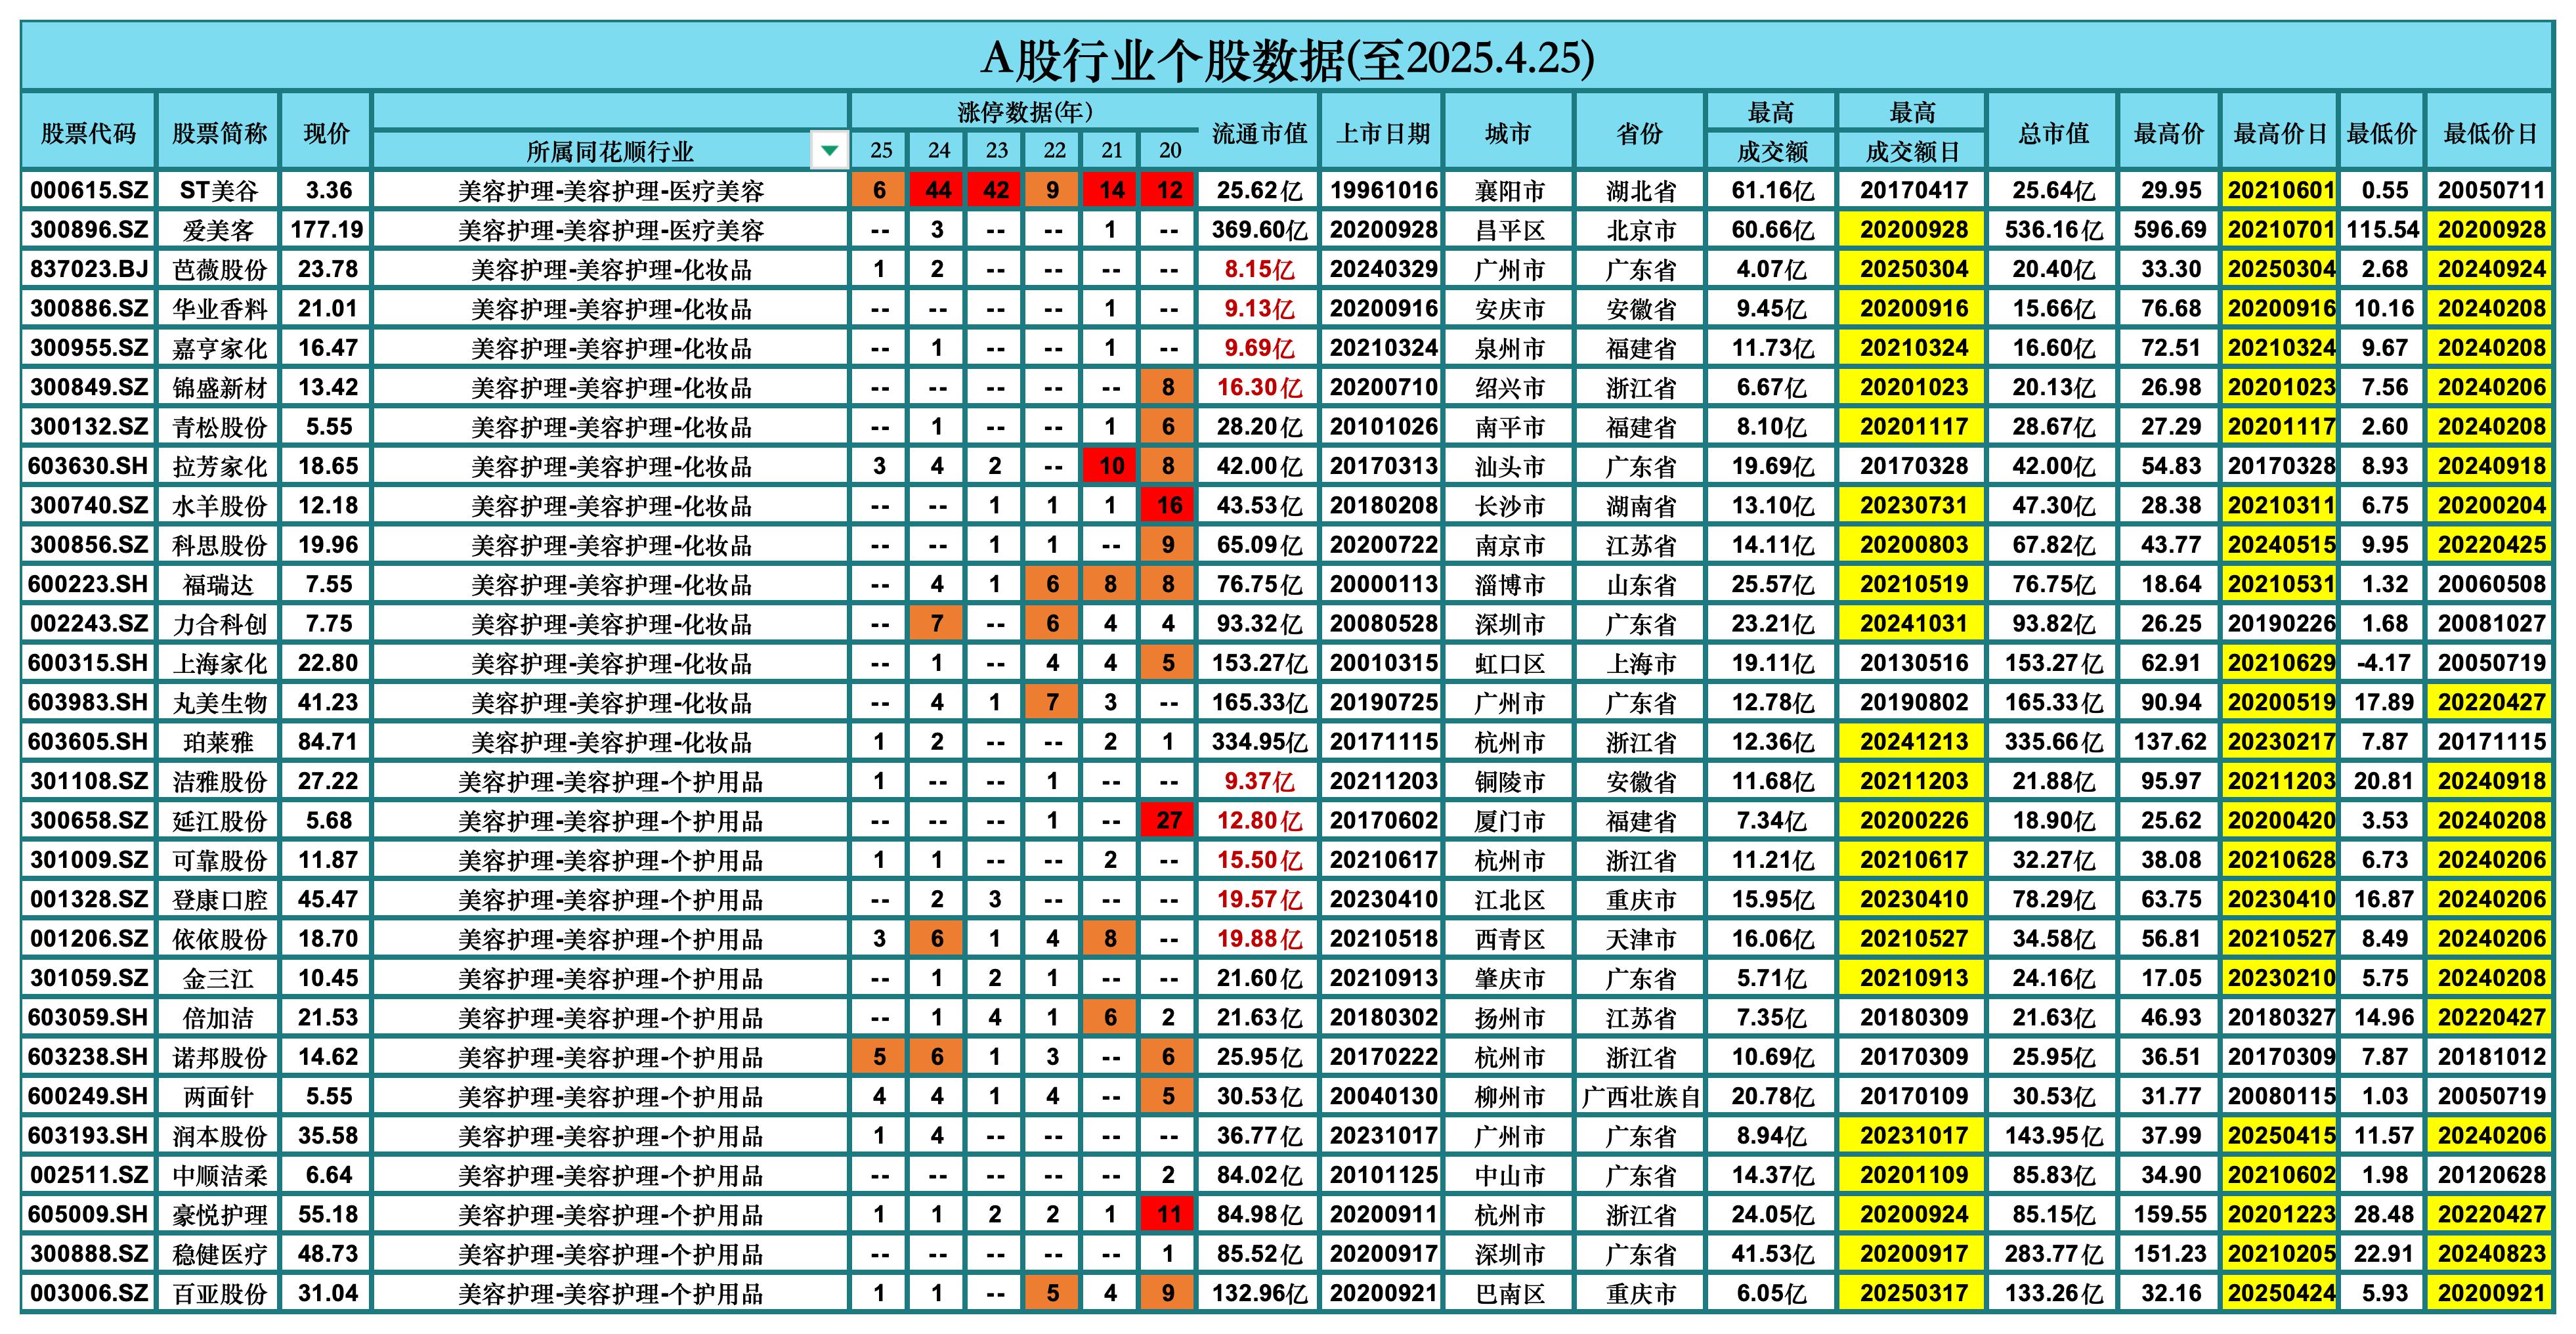 A股行业个股数据(至2025.4.25)
股票代码 股票简称 现价 所属同花顺行业 涨停数据(年) 25 24 23 22 21 20 流通市值 上市日期 城市 省份 最高成交额 最高成交额日 总市值 最高价 最高价日 最低价 最低价日
000615.SZ ST美谷 3.36 美容护理-美容护理-医疗美容 6 44 42 9 14 12 25.62亿 19961016 襄阳市 湖北省 61.16亿 20170417 25.64亿 29.95 20210601 0.55 20050711
300896.SZ 爱美客 177.19 美容护理-美容护理-医疗美容 -- 3 -- -- 1 -- 369.60亿 20200928 昌平区 北京市 60.66亿 20200928 536.16亿 596.69 20210701 115.54 20200928
837023.BJ 芭薇股份 23.78 美容护理-美容护理-化妆品 1 2 -- -- -- -- 8.15亿 20240329 广州市 广东省 4.07亿 20250304 20.40亿 33.30 20250304 2.68 20240924
300886.SZ 华业香料 21.01 美容护理-美容护理-化妆品 -- -- -- -- 1 -- 9.13亿 20200916 安庆市 安徽省 9.45亿 20200916 15.66亿 76.68 20200916 10.16 20240208
300955.SZ 嘉亨家化 16.47 美容护理-美容护理-化妆品 -- 1 -- -- 1 -- 9.69亿 20210324 泉州市 福建省 11.73亿 20210324 16.60亿 72.51 20210324 9.67 20240208
300849.SZ 锦盛新材 13.42 美容护理-美容护理-化妆品 -- -- -- -- -- 8 16.30亿 20200710 绍兴市 浙江省 6.67亿 20201023 20.13亿 26.98 20201023 7.56 20240206
300132.SZ 青松股份 5.55 美容护理-美容护理-化妆品 -- 1 -- -- 1 6 28.20亿 20101026 南平市 福建省 8.10亿 20201117 28.67亿 27.29 20201117 2.60 20240208
603630.SH 拉芳家化 18.65 美容护理-美容护理-化妆品 3 4 2 -- 10 8 42.00亿 20170313 汕头市 广东省 19.69亿 20170328 42.00亿 54.83 20170328 8.93 20240918
300740.SZ 水羊股份 12.18 美容护理-美容护理-化妆品 -- -- 1 1 1 16 43.53亿 20180208 长沙市 湖南省 13.10亿 20230731 47.30亿 28.38 20210311 6.75 20200204
300856.SZ 科思股份 19.96 美容护理-美容护理-化妆品 -- -- 1 1 -- 9 65.09亿 20200722 南京市 江苏省 14.11亿 20200803 67.82亿 43.77 20240515 9.95 20220425
600223.SH 福瑞达 7.55 美容护理-美容护理-化妆品 -- 4 1 6 8 8 76.75亿 20000113 淄博市 山东省 25.57亿 20210519 76.75亿 18.64 20210531 1.32 20060508
002243.SZ 力合科创 7.75 美容护理-美容护理-化妆品 -- 7 -- 6 4 4 93.32亿 20080528 深圳市 广东省 23.21亿 20241031 93.82亿 26.25 20190226 1.68 20081027
600315.SH 上海家化 22.80 美容护理-美容护理-化妆品 -- 1 -- 4 4 5 153.27亿 20010315 虹口区 上海市 19.11亿 20130516 153.27亿 62.91 20210629 -4.17 20050719
603983.SH 丸美生物 41.23 美容护理-美容护理-化妆品 -- 4 1 7 3 -- 165.33亿 20190725 广州市 广东省 12.78亿 20190802 165.33亿 90.94 20200519 17.89 20220427
603605.SH 珀莱雅 84.71 美容护理-美容护理-化妆品 1 2 -- -- 2 1 334.95亿 20171115 杭州市 浙江省 12.36亿 20241213 335.66亿 137.62 20230217 7.87 20171115
301108.SZ 洁雅股份 27.22 美容护理-美容护理-个护用品 1 -- -- 1 -- -- 9.37亿 20211203 铜陵市 安徽省 11.68亿 20211203 21.88亿 95.97 20211203 20.81 20240918
300658.SZ 延江股份 5.68 美容护理-美容护理-个护用品 -- -- -- 1 -- 27 12.80亿 20170602 厦门市 福建省 7.34亿 20200226 18.90亿 25.62 20200420 3.53 20240208
301009.SZ 可靠股份 11.87 美容护理-美容护理-个护用品 1 1 -- -- 2 -- 15.50亿 20210617 杭州市 浙江省 11.21亿 20210617 32.27亿 38.08 20210628 6.73 20240206
001328.SZ 登康口腔 45.47 美容护理-美容护理-个护用品 -- 2 3 -- -- -- 19.57亿 20230410 江北区 重庆市 15.95亿 20230410 78.29亿 63.75 20230410 16.87 20240206
001206.SZ 依依股份 18.70 美容护理-美容护理-个护用品 3 6 1 4 8 -- 19.88亿 20210518 西青区 天津市 16.06亿 20210527 34.58亿 56.81 20210527 8.49 20240206
301059.SZ 金三江 10.45 美容护理-美容护理-个护用品 -- 1 2 1 -- -- 21.60亿 20210913 肇庆市 广东省 5.71亿 20210913 24.16亿 17.05 20230210 5.75 20240208
603059.SH 倍加洁 21.53 美容护理-美容护理-个护用品 -- 1 4 1 6 2 21.63亿 20180302 扬州市 江苏省 7.35亿 20180309 21.63亿 46.93 20180327 14.96 20220427
603238.SH 诺邦股份 14.62 美容护理-美容护理-个护用品 5 6 1 3 -- 6 25.95亿 20170222 杭州市 浙江省 10.69亿 20170309 25.95亿 36.51 20170309 7.87 20181012
600249.SH 两面针 5.55 美容护理-美容护理-个护用品 4 4 1 4 -- 5 30.53亿 20040130 柳州市 广西壮族自 20.78亿 20170109 30.53亿 31.77 20080115 1.03 20050719
603193.SH 润本股份 35.58 美容护理-美容护理-个护用品 1 4 -- -- -- -- 36.77亿 20231017 广州市 广东省 8.94亿 20231017 143.95亿 37.99 20250415 11.57 20240206
002511.SZ 中顺洁柔 6.64 美容护理-美容护理-个护用品 -- -- -- -- -- 2 84.02亿 20101125 中山市 广东省 14.37亿 20201109 85.83亿 34.90 20210602 1.98 20120628
605009.SH 豪悦护理 55.18 美容护理-美容护理-个护用品 1 1 2 2 1 11 84.98亿 20200911 杭州市 浙江省 24.05亿 20200924 85.15亿 159.55 20201223 28.48 20220427
300888.SZ 稳健医疗 48.73 美容护理-美容护理-个护用品 -- -- -- -- -- 1 85.52亿 20200917 深圳市 广东省 41.53亿 20200917 283.77亿 151.23 20210205 22.91 20240823
003006.SZ 百亚股份 31.04 美容护理-美容护理-个护用品 1 1 -- 5 4 9 132.96亿 20200921 巴南区 重庆市 6.05亿 20250317 133.26亿 32.16 20250424 5.93 20200921